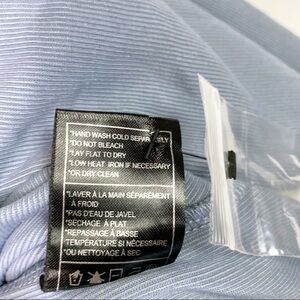 *HAND WASH COLD SEPARATELY
*DO NOT BLEACH
*LAY FLAT TO DRY
*LOW HEAT IRON IF NECESSARY
*OR DRY CLEAN
*LAVER À LA MAIN SÉPARÉMENT
À FROID
*PAS D'EAU DE JAVEL
*SÉCHAGE À PLAT
*REPASSAGE À BASSE
TEMPÉRATURE SI NÉCESSAIRE
*OU NETTOYAGE À SEC